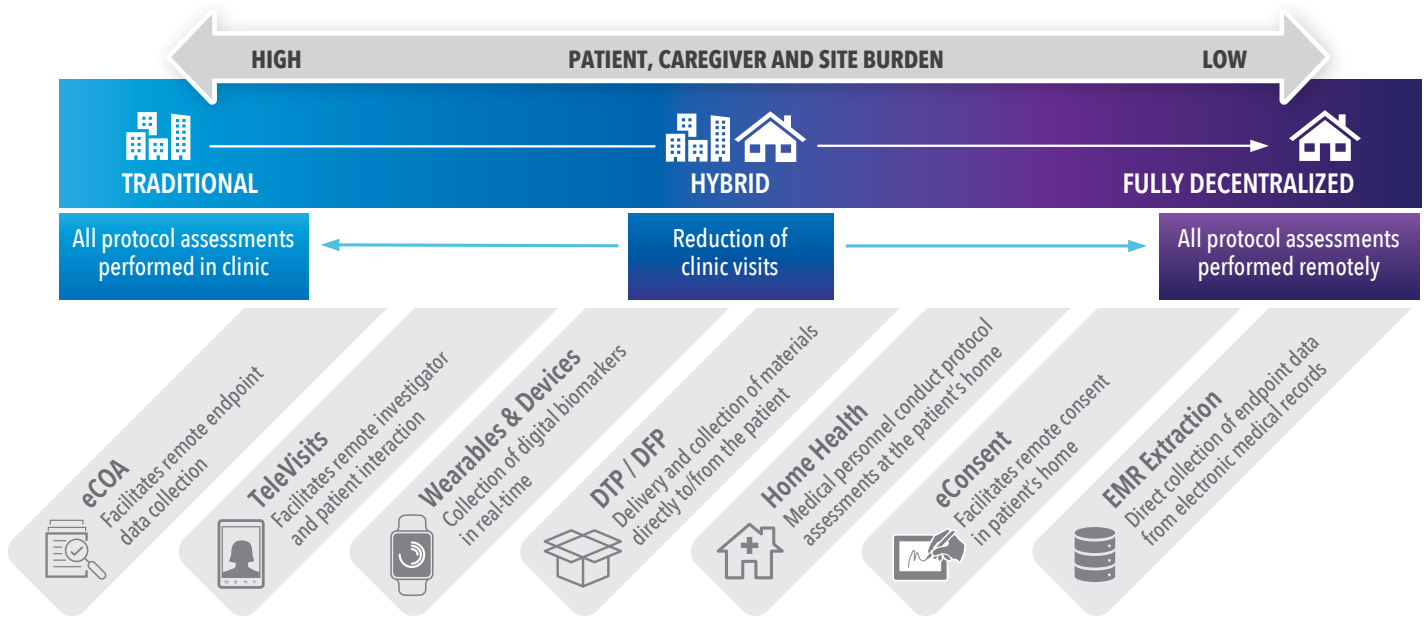 HIGH
PATIENT, CAREGIVER AND SITE BURDEN
LOW
TRADITIONAL
HYBRID
FULLY DECENTRALIZED
All protocol assessments
performed in clinic
Reduction of
clinic visits
All protocol assessments
performed remotely
eCOA
Facilitates remote endpoint
data collection
TeleVisits
Facilitates remote investigator
and patient interaction
Wearables & Devices
Collection of digital biomarkers
in real-time
DTP / DFP
Delivery and collection of materials
directly to/from the patient
Home Health
Medical personnel conduct protocol
assessments at the patient's home
eConsent
Facilitates remote consent
in patient's home
EMR Extraction
Direct collection of endpoint data
from electronic medical records